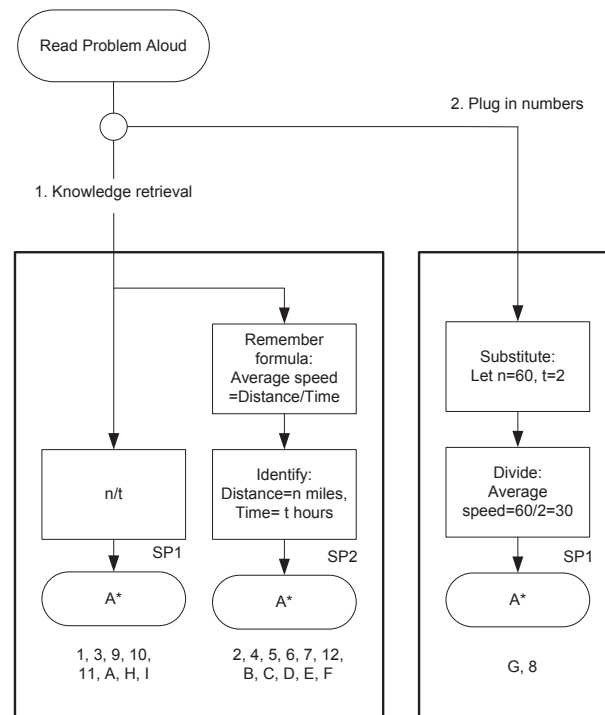 Read Problem Aloud
2. Plug in numbers
1. Knowledge retrieval
Remember
formula:
Average speed
=Distance/Time
Substitute:
Let n=60, t=2
n/t
Identify:
Distance=n miles,
Time= t hours
Divide:
Average
speed=60/2=30
SP1
SP2
SP1
A*
A*
A*
1, 3, 9, 10,
11, A, H, I
2, 4, 5, 6, 7, 12,
B, C, D, E, F
G, 8